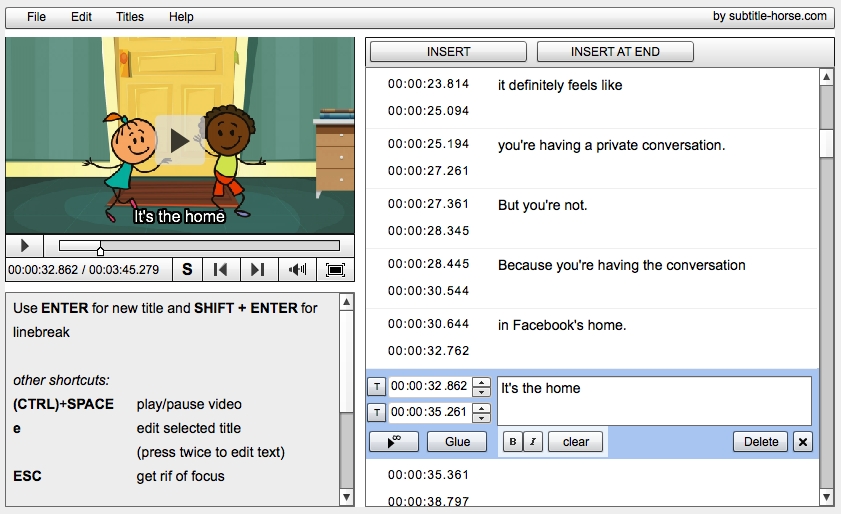 File Edit Titles Help by subtitle-horse.com
It's the home
00:00:32.862 / 00:03:45.279 S
Use ENTER for new title and SHIFT + ENTER for
linebreak
other shortcuts:
(CTRL)+SPACE play/pause video
e edit selected title
(press twice to edit text)
ESC get rif of focus
INSERT INSERT AT END
00:00:23.814 it definitely feels like
00:00:25.094
00:00:25.194 you're having a private conversation.
00:00:27.261
00:00:27.361 But you're not.
00:00:28.345
00:00:28.445 Because you're having the conversation
00:00:30.544
00:00:30.644 in Facebook's home.
00:00:32.762
T 00:00:32.862 It's the home
T 00:00:35.261
∞ Glue B I clear Delete x
00:00:35.361
00:00:38.797